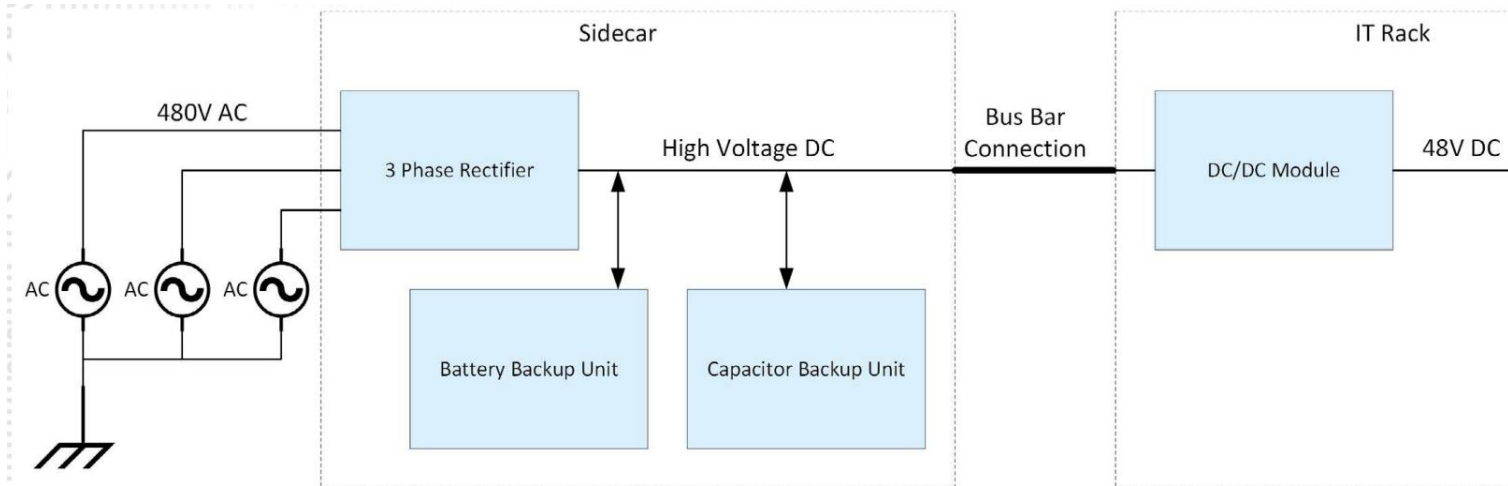 Sidecar
IT Rack
480V AC
3 Phase Rectifier
High Voltage DC
Bus Bar
Connection
DC/DC Module
48V DC
AC
AC
AC
Battery Backup Unit
Capacitor Backup Unit